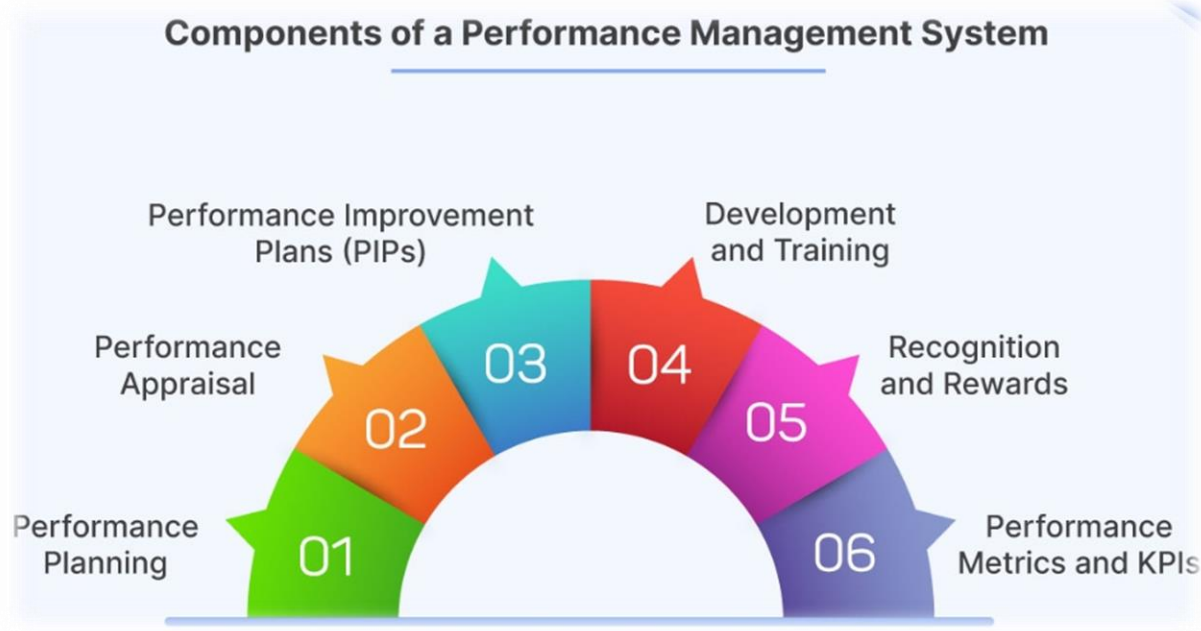 Components of a Performance Management System
Performance Improvement
Plans (PIPs)
Development
and Training
Performance
Appraisal
Recognition
and Rewards
Performance
Planning
Performance
Metrics and KPIs
03
04
02
05
01
06